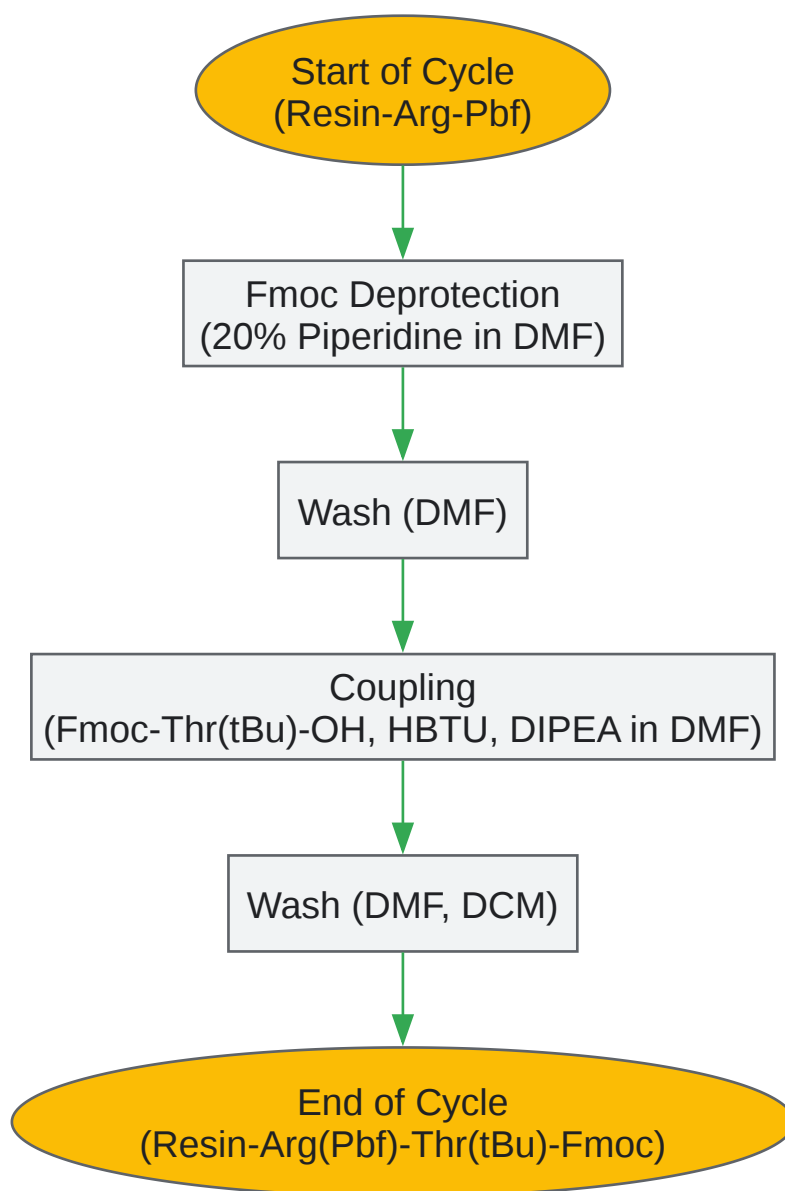 Start of Cycle
(Resin-Arg-Pbf)
Fmoc Deprotection
(20% Piperidine in DMF)
Wash (DMF)
Coupling
(Fmoc-Thr(tBu)-OH, HBTU, DIPEA in DMF)
Wash (DMF, DCM)
End of Cycle
(Resin-Arg(Pbf)-Thr(tBu)-Fmoc)